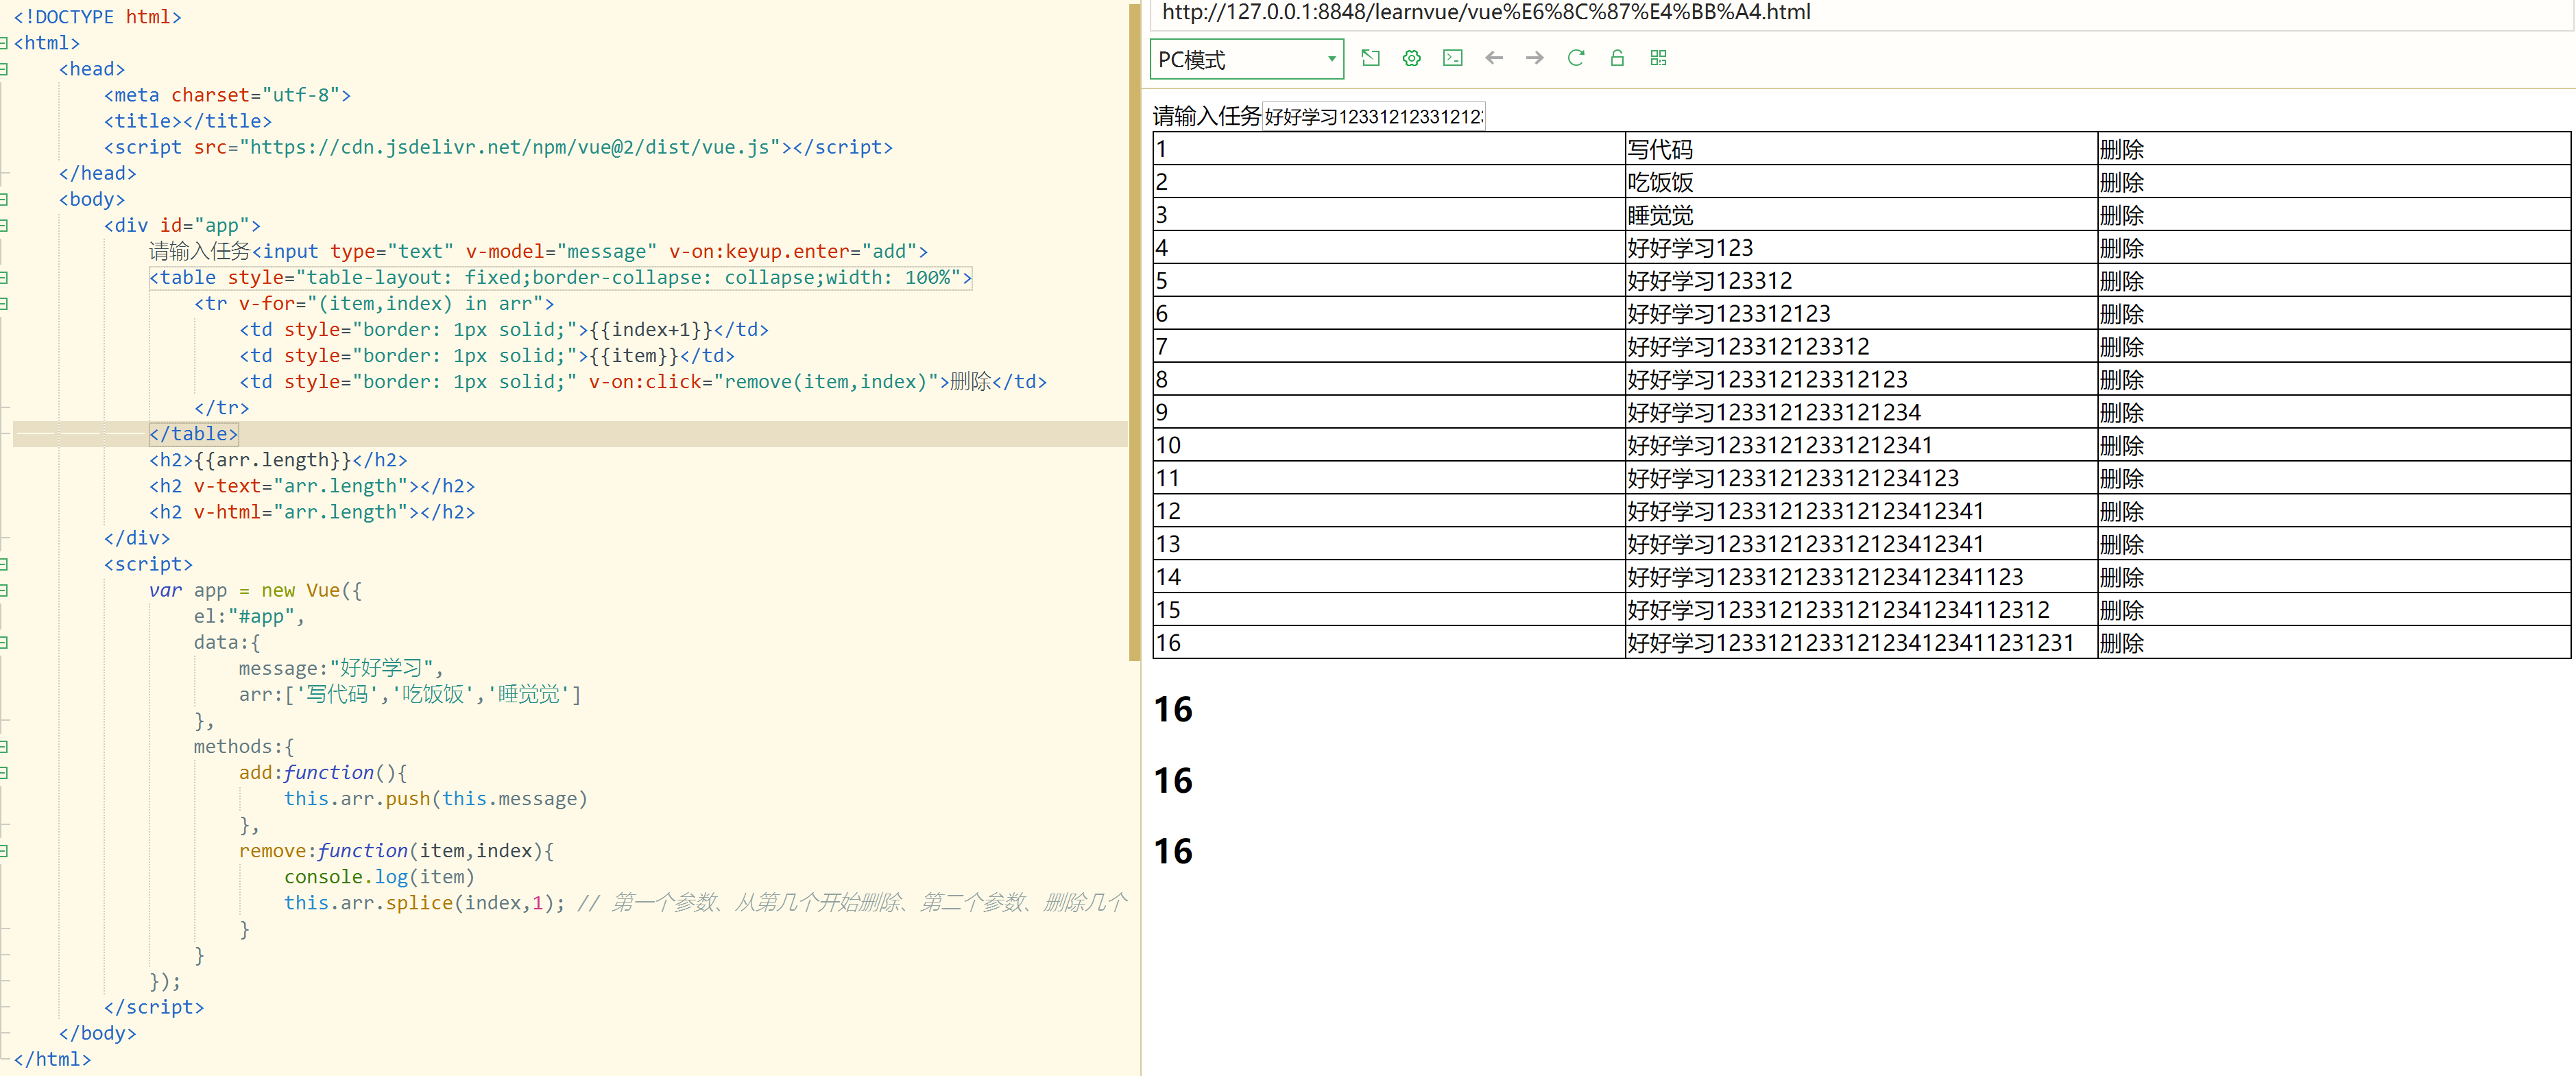 <!DOCTYPE html>
<html>
<head>
<meta charset="utf-8">
<title></title>
<script src="https://cdn.jsdelivr.net/npm/vue@2/dist/vue.js"></script>
</head>
<body>
<div id="app">
请输入任务<input type="text" v-model="message" v-on:keyup.enter="add">
<table style="table-layout: fixed;border-collapse: collapse;width: 100%">
<tr v-for="(item,index) in arr">
<td style="border: 1px solid;">{{index+1}}</td>
<td style="border: 1px solid;">{{item}}</td>
<td style="border: 1px solid;" v-on:click="remove(item,index)">删除</td>
</tr>
</table>
<h2>{{arr.length}}</h2>
<h2 v-text="arr.length"></h2>
<h2 v-html="arr.length"></h2>
</div>
<script>
var app = new Vue({
el:"#app",
data:{
message:"好好学习",
arr:['写代码','吃饭饭','睡觉觉']
},
methods:{
add:function(){
this.arr.push(this.message)
},
remove:function(item,index){
console.log(item)
this.arr.splice(index,1); // 第一个参数、从第几个开始删除、第二个参数、删除几个
}
}
});
</script>
</body>
</html>
http://127.0.0.1:8848/learnvue/vue%E6%8C%87%E4%BB%A4.html
PC模式
请输入任务 好好学习12331212331212
1 写代码 删除
2 吃饭饭 删除
3 睡觉觉 删除
4 好好学习123 删除
5 好好学习123312 删除
6 好好学习123312123 删除
7 好好学习123312123312 删除
8 好好学习123312123312123 删除
9 好好学习1233121233121234 删除
10 好好学习12331212331212341 删除
11 好好学习1233121233121234123 删除
12 好好学习123312123312123412341 删除
13 好好学习123312123312123412341 删除
14 好好学习123312123312123412341123 删除
15 好好学习12331212331212341234112312 删除
16 好好学习1233121233121234123411231231 删除
16
16
16